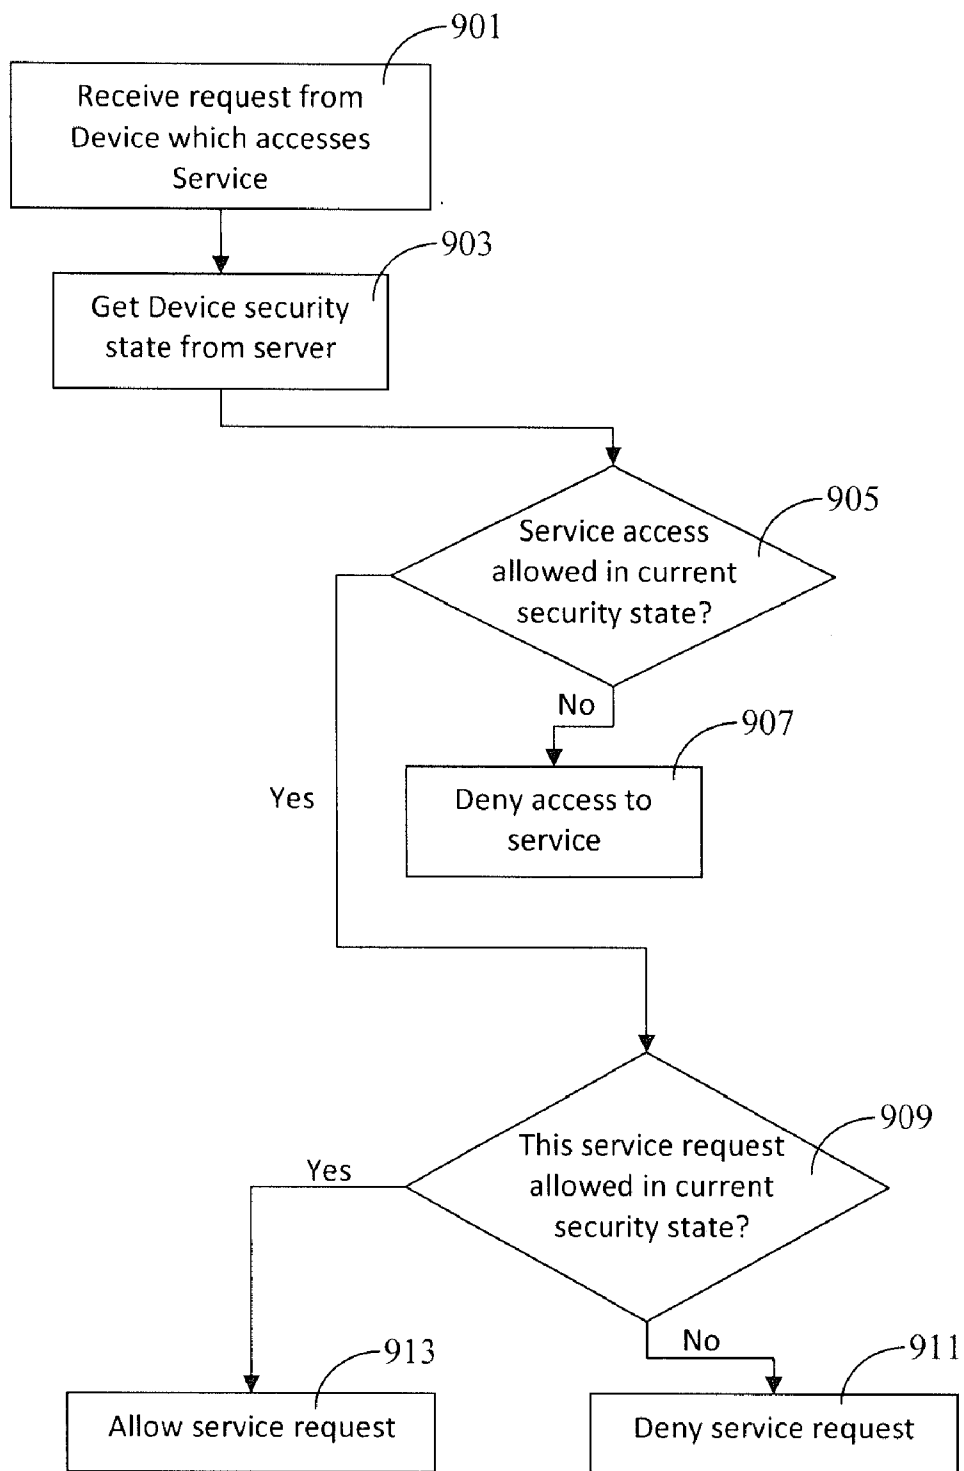 901
Receive request from
Device which accesses
Service
903
Get Device security
state from server
905
Service access
allowed in current
security state?
No
907
Yes
Deny access to
service
909
This service request
allowed in current
security state?
Yes
No
913
911
Allow service request
Deny service request